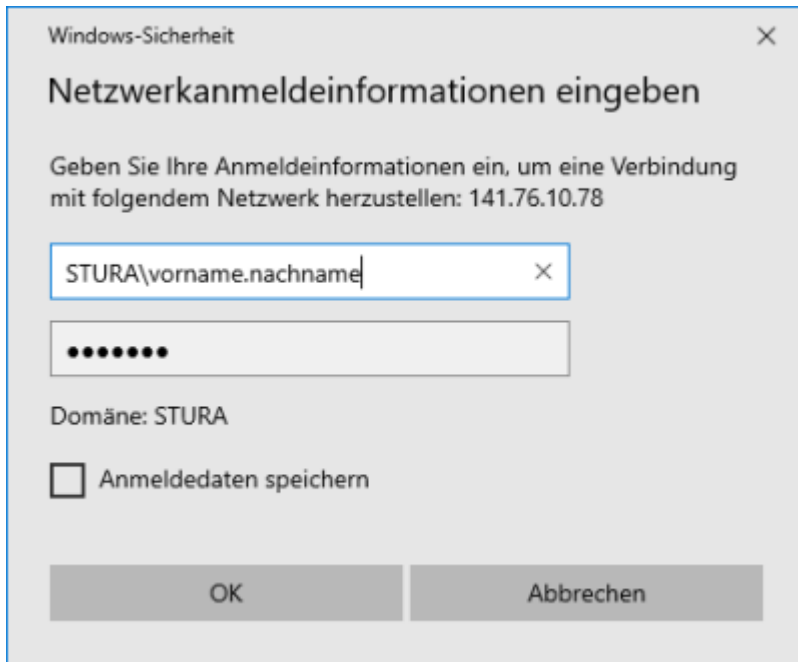 Windows-Sicherheit
Netzwerkanmeldeinformationen eingeben
Geben Sie Ihre Anmeldeinformationen ein, um eine Verbindung
mit folgendem Netzwerk herzustellen: 141.76.10.78
STURA\vorname.nachname
•••••••
Domäne: STURA
Anmeldedaten speichern
OK
Abbrechen